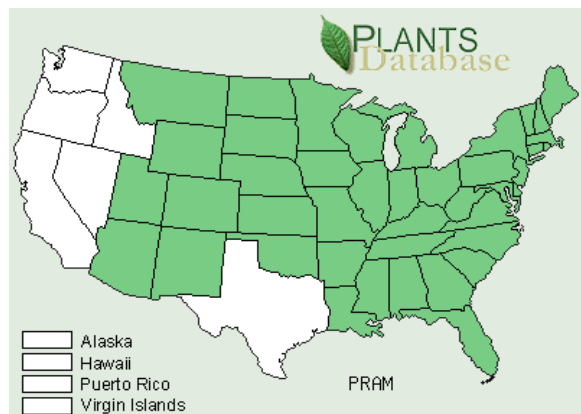 PLANTS
Database
Alaska
Hawaii
Puerto Rico
Virgin Islands
PRAM